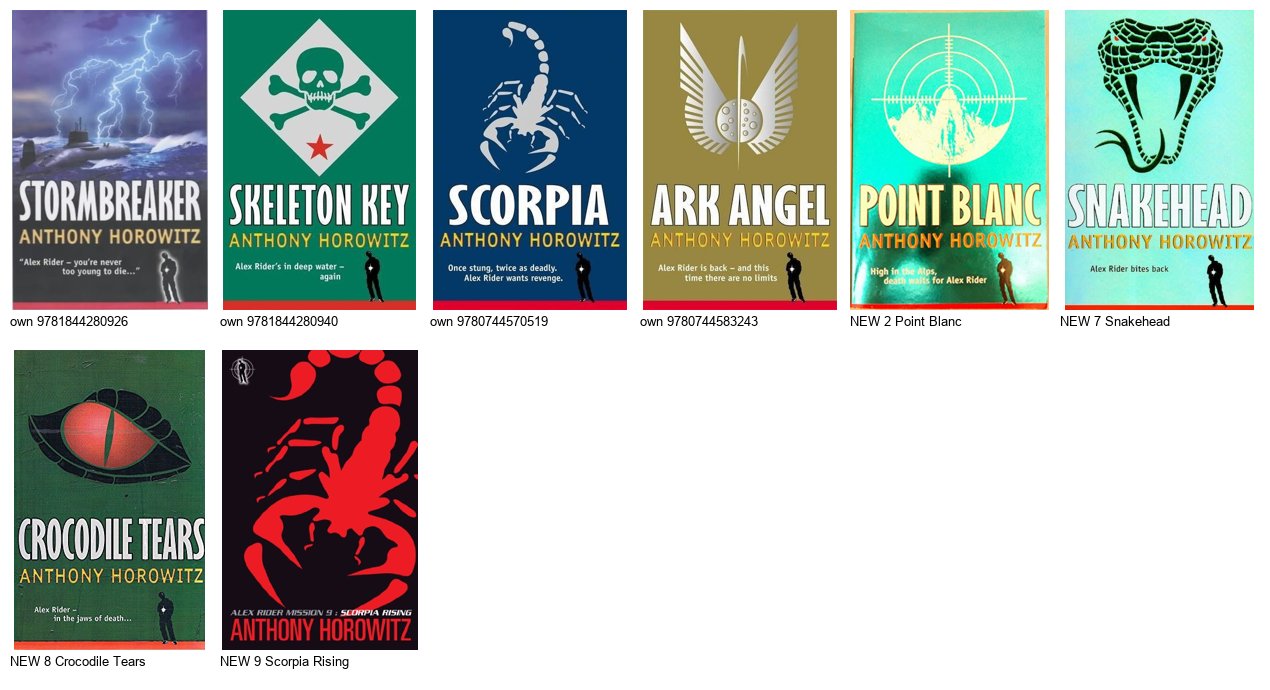 STORMBREAKER
ANTHONY HOROWITZ
“Alex Rider – you’re never
too young to die...”
own 9781844280926
SKELETON KEY
ANTHONY HOROWITZ
Alex Rider’s in deep water –
again
own 9781844280940
SCORPIA
ANTHONY HOROWITZ
Once stung, twice as deadly.
Alex Rider wants revenge.
own 9780744570519
ARK ANGEL
ANTHONY HOROWITZ
Alex Rider is back – and this
time there are no limits
own 9780744583243
POINT BLANC
ANTHONY HOROWITZ
High in the Alps,
death waits for Alex Rider
NEW 2 Point Blanc
SNAKEHEAD
ANTHONY HOROWITZ
Alex Rider bites back
NEW 7 Snakehead
CROCODILE TEARS
ANTHONY HOROWITZ
Alex Rider –
in the jaws of death...
NEW 8 Crocodile Tears
ALEX RIDER MISSION 9 : SCORPIA RISING
ANTHONY HOROWITZ
NEW 9 Scorpia Rising